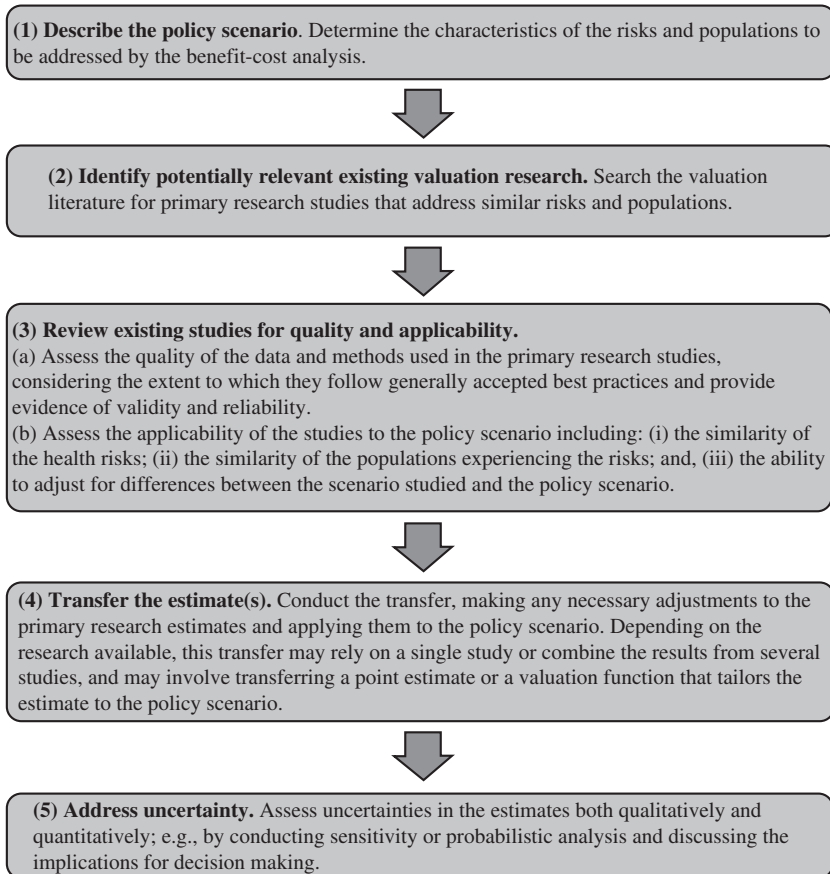 (1) Describe the policy scenario. Determine the characteristics of the risks and populations to
be addressed by the benefit-cost analysis.
(2) Identify potentially relevant existing valuation research. Search the valuation
literature for primary research studies that address similar risks and populations.
(3) Review existing studies for quality and applicability.
(a) Assess the quality of the data and methods used in the primary research studies,
considering the extent to which they follow generally accepted best practices and provide
evidence of validity and reliability.
(b) Assess the applicability of the studies to the policy scenario including: (i) the similarity of
the health risks; (ii) the similarity of the populations experiencing the risks; and, (iii) the ability
to adjust for differences between the scenario studied and the policy scenario.
(4) Transfer the estimate(s). Conduct the transfer, making any necessary adjustments to the
primary research estimates and applying them to the policy scenario. Depending on the
research available, this transfer may rely on a single study or combine the results from several
studies, and may involve transferring a point estimate or a valuation function that tailors the
estimate to the policy scenario.
(5) Address uncertainty. Assess uncertainties in the estimates both qualitatively and
quantitatively; e.g., by conducting sensitivity or probabilistic analysis and discussing the
implications for decision making.